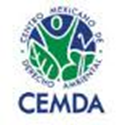 CENTRO MEXICANO DE DERECHO AMBIENTAL
CEMDA